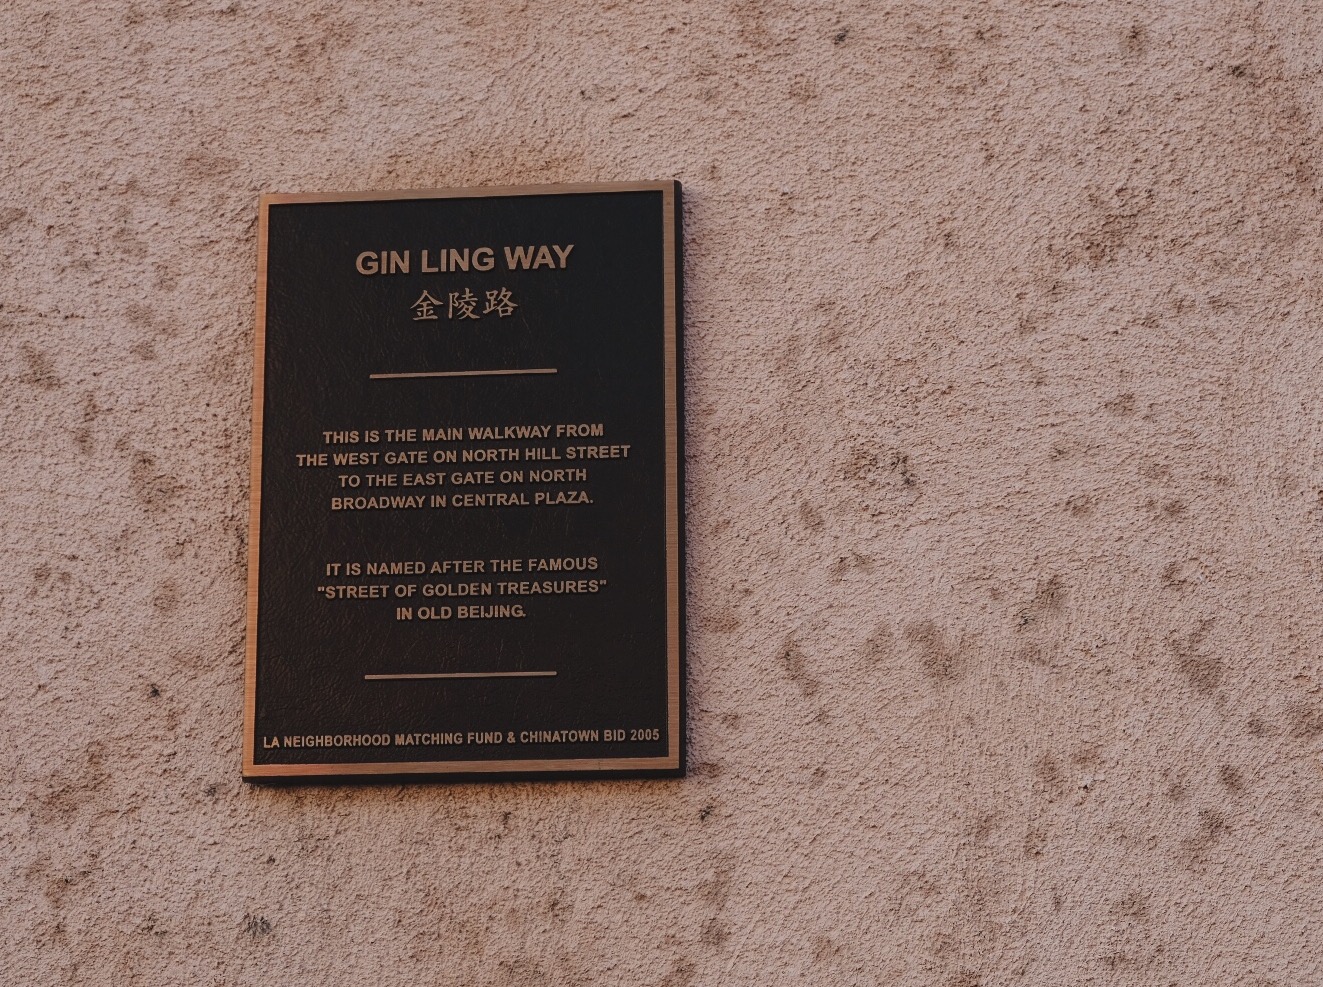 GIN LING WAY
金陵路
THIS IS THE MAIN WALKWAY FROM
THE WEST GATE ON NORTH HILL STREET
TO THE EAST GATE ON NORTH
BROADWAY IN CENTRAL PLAZA.
IT IS NAMED AFTER THE FAMOUS
"STREET OF GOLDEN TREASURES"
IN OLD BEIJING.
LA NEIGHBORHOOD MATCHING FUND & CHINATOWN BID 2005